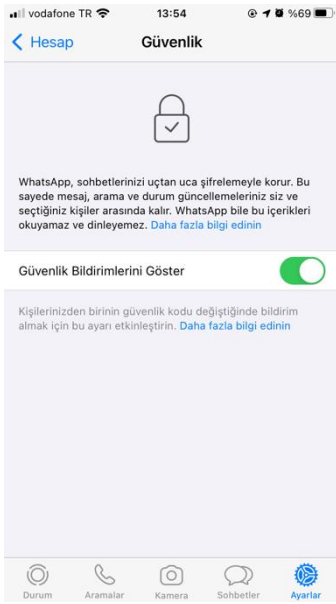 vodafone TR 13:54 %69
Hesap Güvenlik
WhatsApp, sohbetlerinizi uçtan uca şifrelemeyle korur. Bu
sayede mesaj, arama ve durum güncellemeleriniz siz ve
seçtiğiniz kişiler arasında kalır. WhatsApp bile bu içerikleri
okuyamaz ve dinleyemez. Daha fazla bilgi edinin
Güvenlik Bildirimlerini Göster
Kişilerinizden birinin güvenlik kodu değiştiğinde bildirim
almak için bu ayarı etkinleştirin. Daha fazla bilgi edinin
Durum Aramalar Kamera Sohbetler Ayarlar